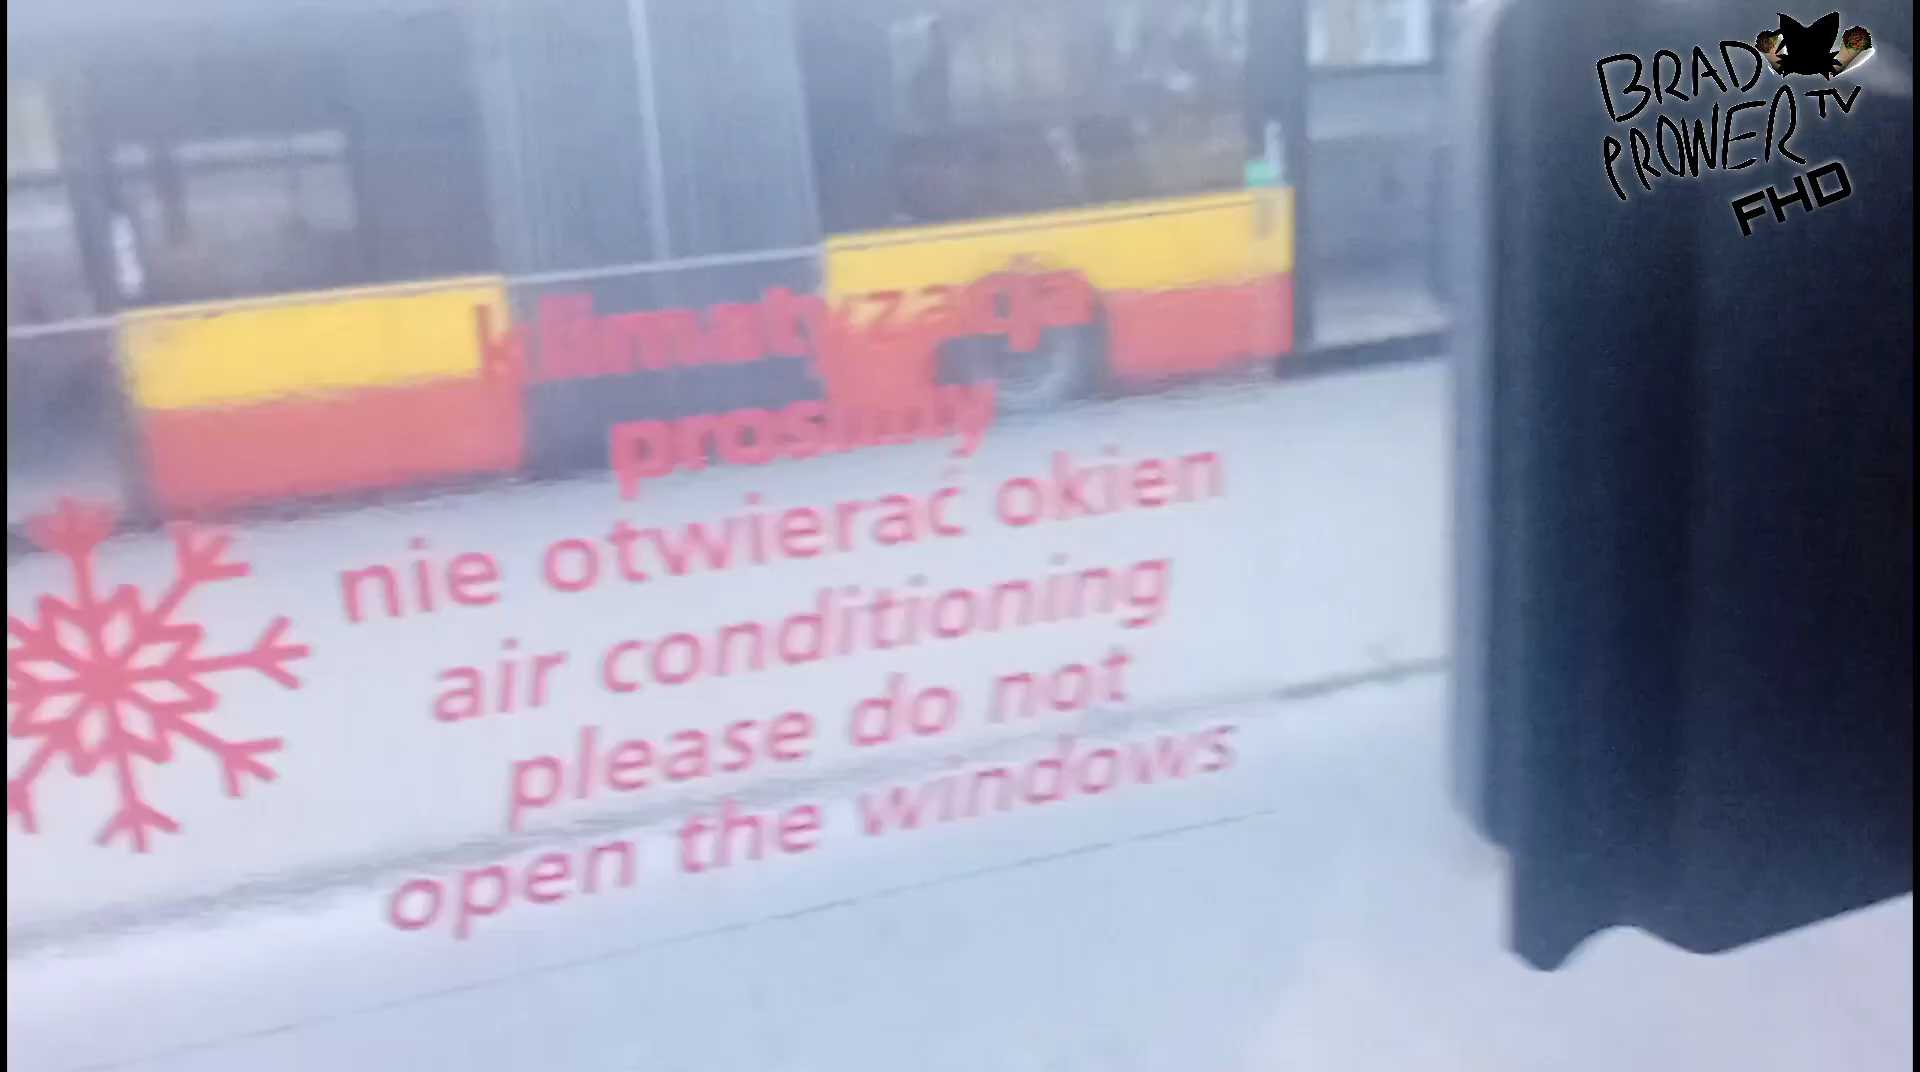 BRAD
TV
PROWER
FHD
klimatyzacja
prosimy
nie otwierać okien
air conditioning
please do not
open the windows